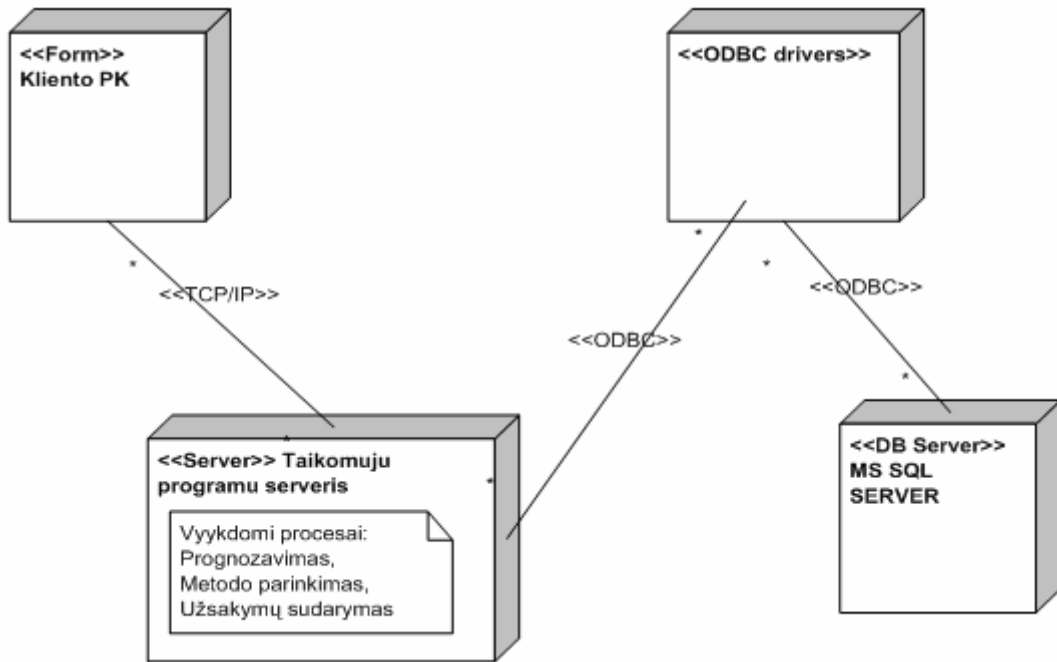 <<Form>>
Kliento PK
<<ODBC drivers>>
*
*
*
<<TCP/IP>>
<<ODBC>>
<<ODBC>>
*
<<Server>> Taikomuju
programu serveris
*
Vyykdomi procesai:
Prognozavimas,
Metodo parinkimas,
Užsakymų sudarymas
<<DB Server>>
MS SQL
SERVER